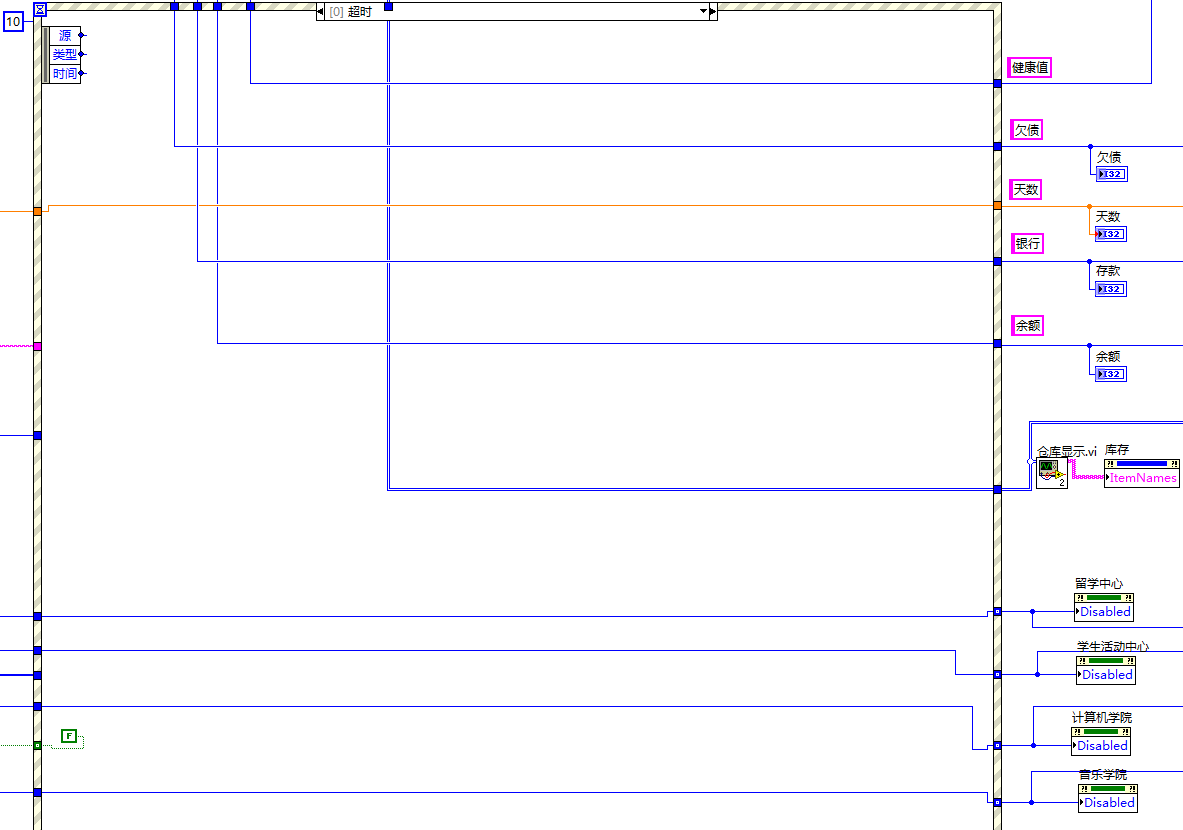 10
[0] 超时
源
类型
时间
健康值
欠债
欠债
I32
天数
天数
I32
银行
存款
I32
余额
余额
I32
仓库显示.vi
库存
2
ItemNames
留学中心
Disabled
学生活动中心
Disabled
计算机学院
Disabled
F
音乐学院
Disabled